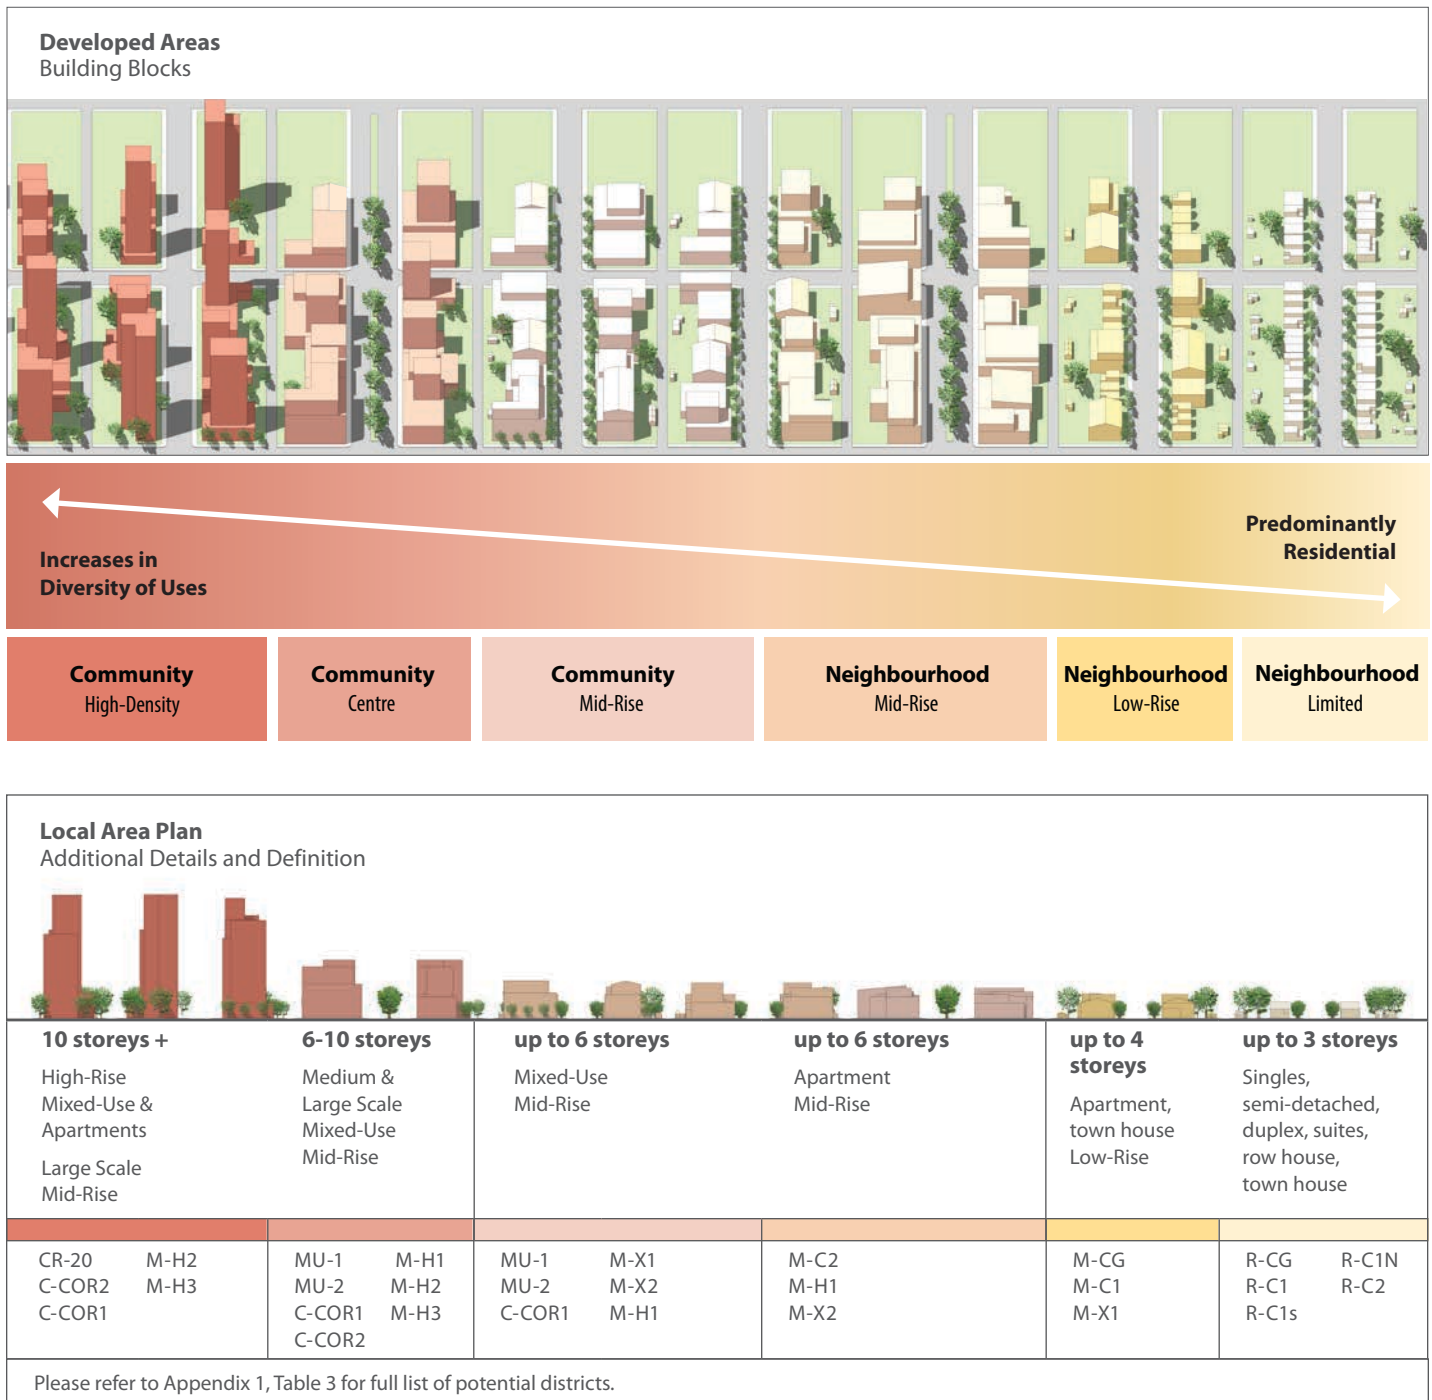 Developed Areas
Building Blocks
Increases in
Diversity of Uses
Predominantly
Residential
Community
High-Density
Community
Centre
Community
Mid-Rise
Neighbourhood
Mid-Rise
Neighbourhood
Low-Rise
Neighbourhood
Limited
Local Area Plan
Additional Details and Definition
10 storeys +
High-Rise
Mixed-Use &
Apartments
Large Scale
Mid-Rise
6-10 storeys
Medium &
Large Scale
Mixed-Use
Mid-Rise
up to 6 storeys
Mixed-Use
Mid-Rise
up to 6 storeys
Apartment
Mid-Rise
up to 4
storeys
Apartment,
town house
Low-Rise
up to 3 storeys
Singles,
semi-detached,
duplex, suites,
row house,
town house
CR-20 M-H2
C-COR2 M-H3
C-COR1
MU-1 M-H1
MU-2 M-H2
C-COR1 M-H3
C-COR2
MU-1 M-X1
MU-2 M-X2
C-COR1 M-H1
M-C2
M-H1
M-X2
M-CG
M-C1
M-X1
R-CG R-C1N
R-C1 R-C2
R-C1s
Please refer to Appendix 1, Table 3 for full list of potential districts.